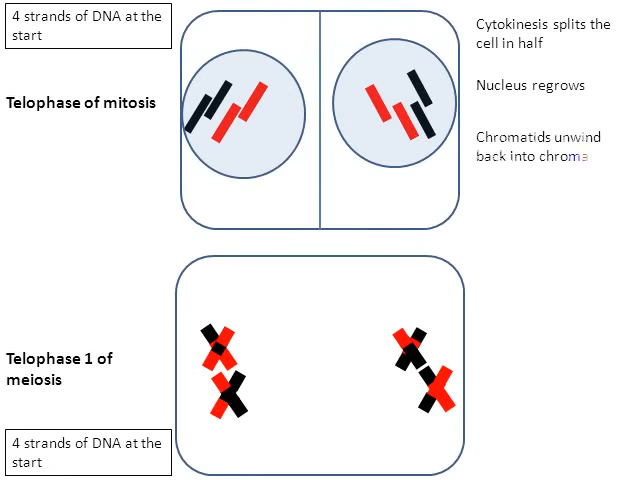 4 strands of DNA at the
start
Cytokinesis splits the
cell in half
Nucleus regrows
Telophase of mitosis
Chromatids unwind
back into chroma
Telophase 1 of
meiosis
4 strands of DNA at the
start